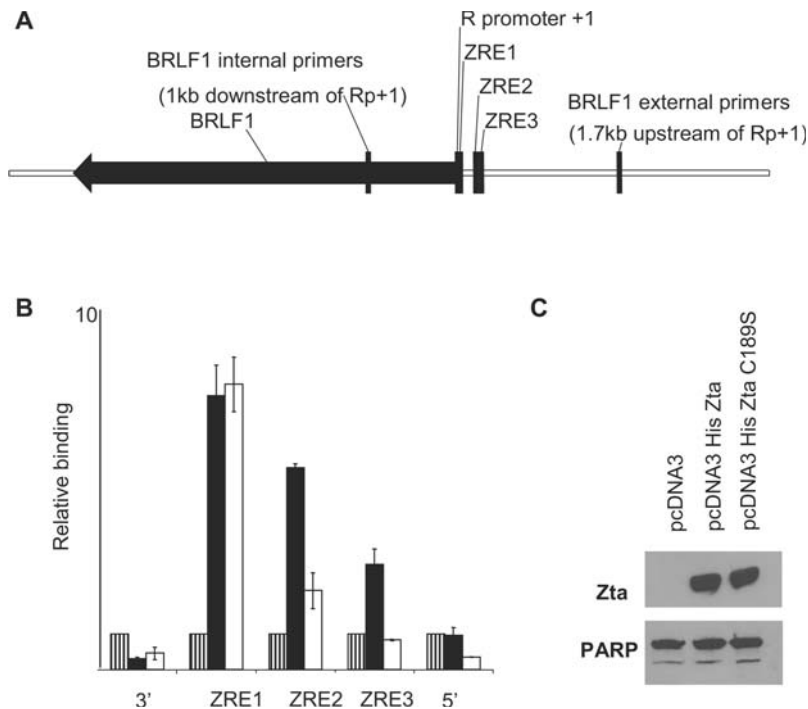 A
R promoter +1
ZRE1
BRLF1 internal primers
ZRE2
(1kb downstream of Rp+1)
BRLF1 external primers
BRLF1
ZRE3
(1.7kb upstream of Rp+1)
B
10
Relative binding
3’
ZRE1
ZRE2
ZRE3
5’
C
pcDNA3
pcDNA3 His Zta
pcDNA3 His Zta C189S
Zta
PARP